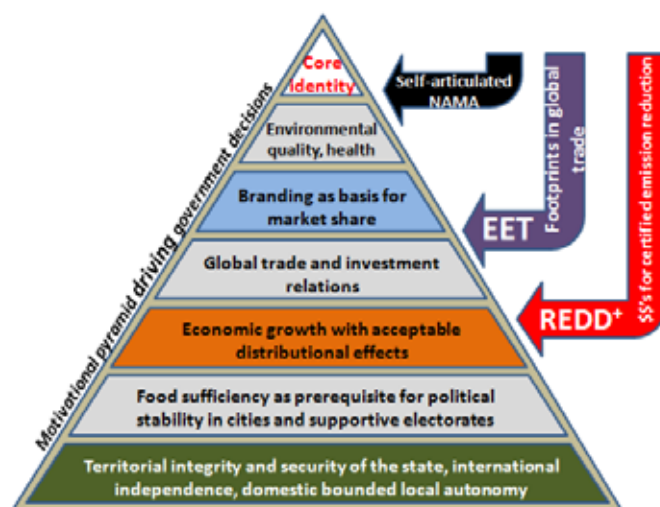 Core
identity
Self-articulated
NAMA
Environmental
quality, health
Branding as basis for
market share
EET
Footprints in global
trade
Global trade and investment
relations
REDD+
$$'s for certified emission reduction
Economic growth with acceptable
distributional effects
Food sufficiency as prerequisite for political
stability in cities and supportive electorates
Territorial integrity and security of the state, international
independence, domestic bounded local autonomy
Motivational pyramid driving government decisions